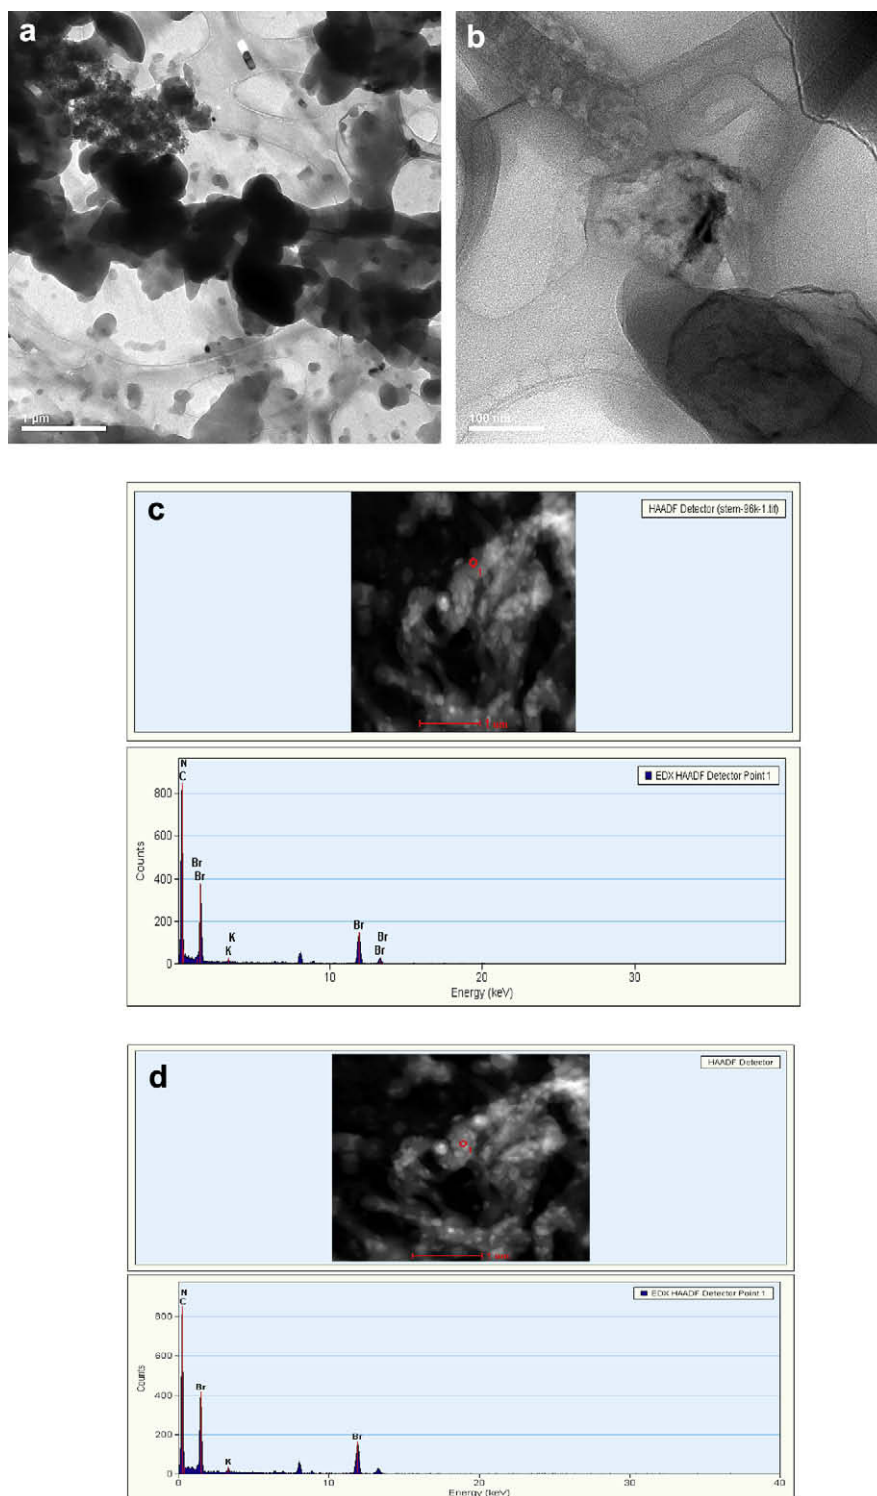 a
b
1 µm
100 nm
c
HAADF Detector (stem-96k-1.tif)
1
1 µm
N
C
EDX HAADF Detector Point 1
800
600
Br
Br
400
200
K
K
Br
Br
Br
0
10
20
30
Counts
Energy (keV)
d
HAADF Detector
1
N
C
EDX HAADF Detector Point 1
800
600
Br
400
200
K
Br
0
0
10
20
30
40
Counts
Energy (keV)